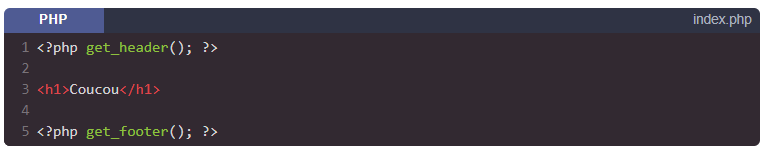 PHP index.php
1 <?php get_header(); ?>
2
3 <h1>Coucou</h1>
4
5 <?php get_footer(); ?>